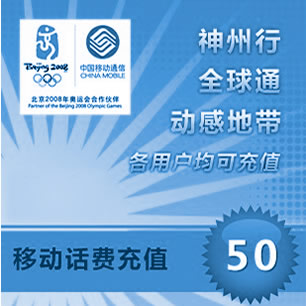 Beijing 2008
中国移动通信
CHINA MOBILE
北京2008年奥运会合作伙伴
Partner of the Beijing 2008 Olympic Games
神州行
全球通
动感地带
各用户均可充值
移动话费充值
50